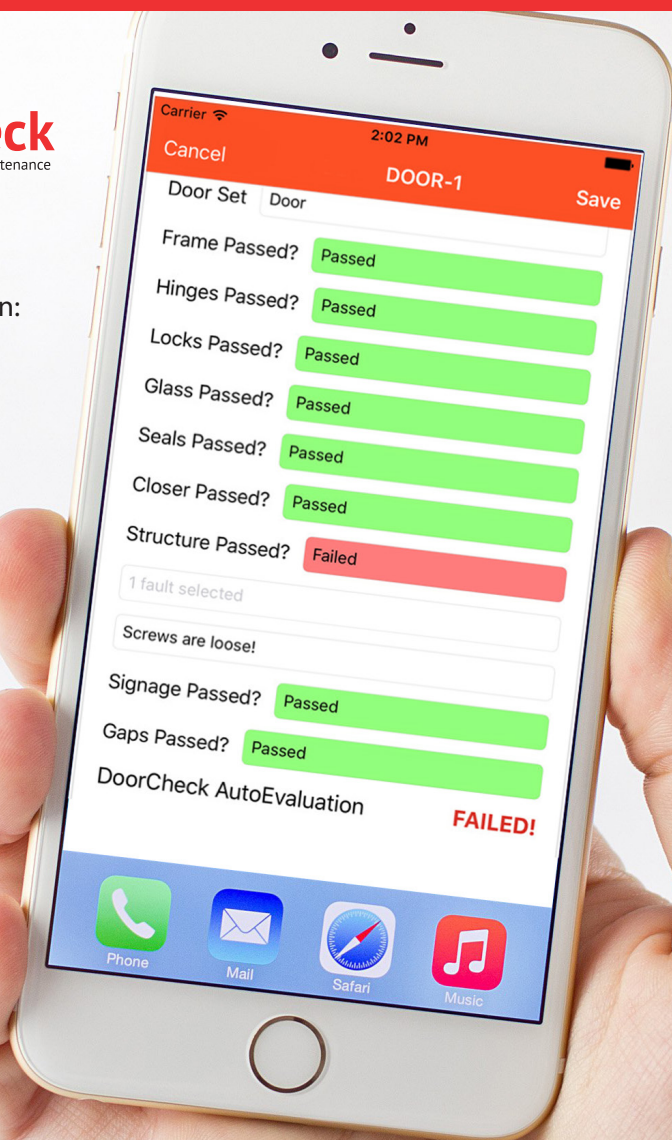 ck
tenance
n:
Carrier
2:02 PM
Cancel
DOOR-1
Save
Door Set Door
Frame Passed? Passed
Hinges Passed? Passed
Locks Passed? Passed
Glass Passed? Passed
Seals Passed? Passed
Closer Passed? Passed
Structure Passed? Failed
1 fault selected
Screws are loose!
Signage Passed? Passed
Gaps Passed? Passed
DoorCheck AutoEvaluation FAILED!
Phone
Mail
Safari
Music